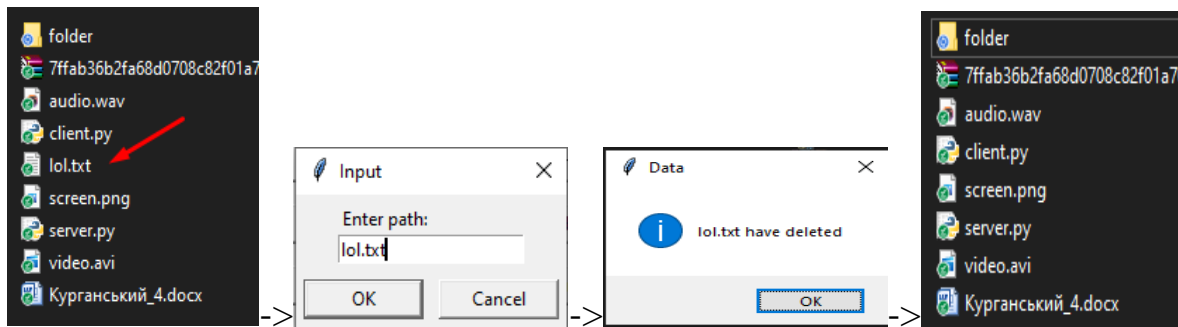 folder
7ffab36b2fa68d0708c82f01a7
audio.wav
client.py
lol.txt
screen.png
server.py
video.avi
Курганський_4.docx
->
Input
Enter path:
lol.txt
OK Cancel
->
Data
lol.txt have deleted
OK
->
folder
7ffab36b2fa68d0708c82f01a7
audio.wav
client.py
screen.png
server.py
video.avi
Курганський_4.docx